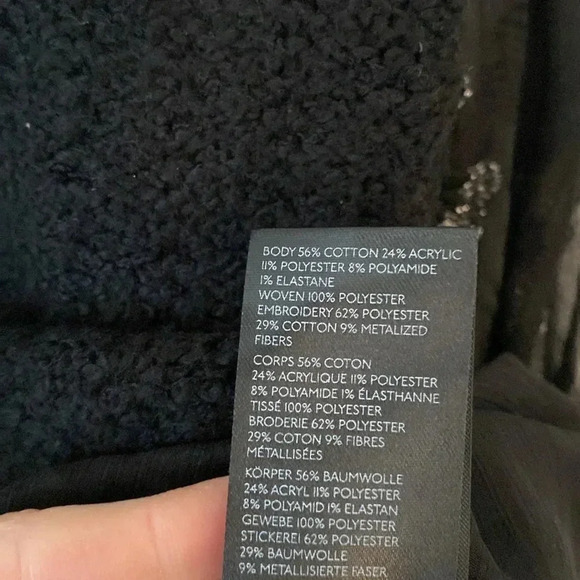 BODY 56% COTTON 24% ACRYLIC
11% POLYESTER 8% POLYAMIDE
1% ELASTANE
WOVEN 100% POLYESTER
EMBROIDERY 62% POLYESTER
29% COTTON 9% METALIZED
FIBERS
CORPS 56% COTON
24% ACRYLIQUE 11% POLYESTER
8% POLYAMIDE 1% ÉLASTHANNE
TISSÉ 100% POLYESTER
BRODERIE 62% POLYESTER
29% COTON 9% FIBRES
MÉTALLISÉES
KÖRPER 56% BAUMWOLLE
24% ACRYL 11% POLYESTER
8% POLYAMID 1% ELASTAN
GEWEBE 100% POLYESTER
STICKEREI 62% POLYESTER
29% BAUMWOLLE
9% METALLISIERTE FASER